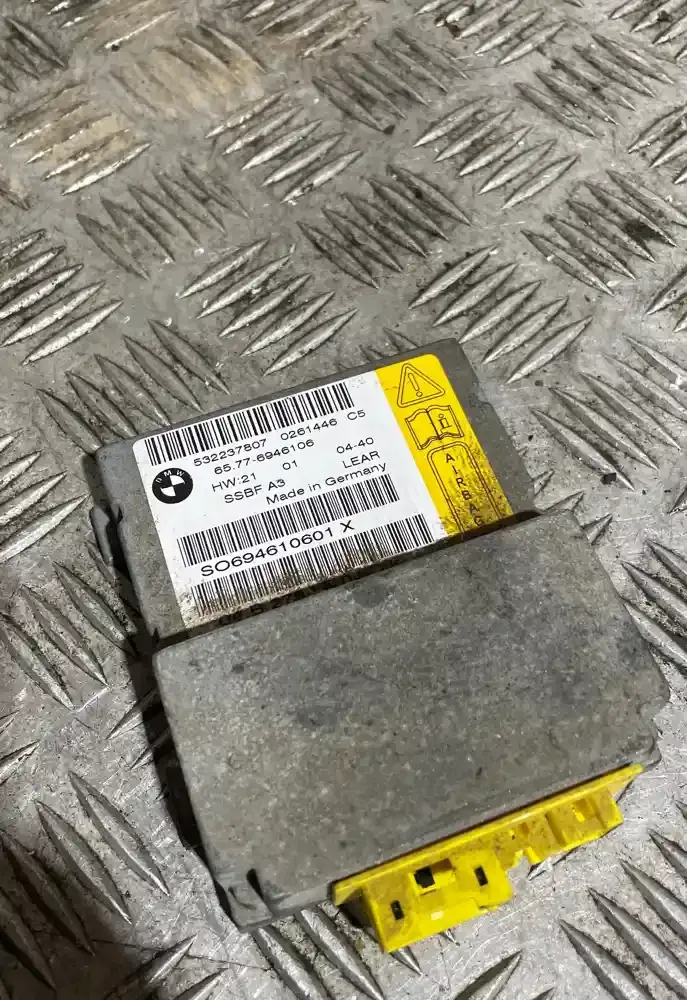 532237807 0261446 C5
65.77-6946106
HW:21 01 04-40
SSBF A3 LEAR
Made in Germany
BMW
SO694610601 X
AIRBAG